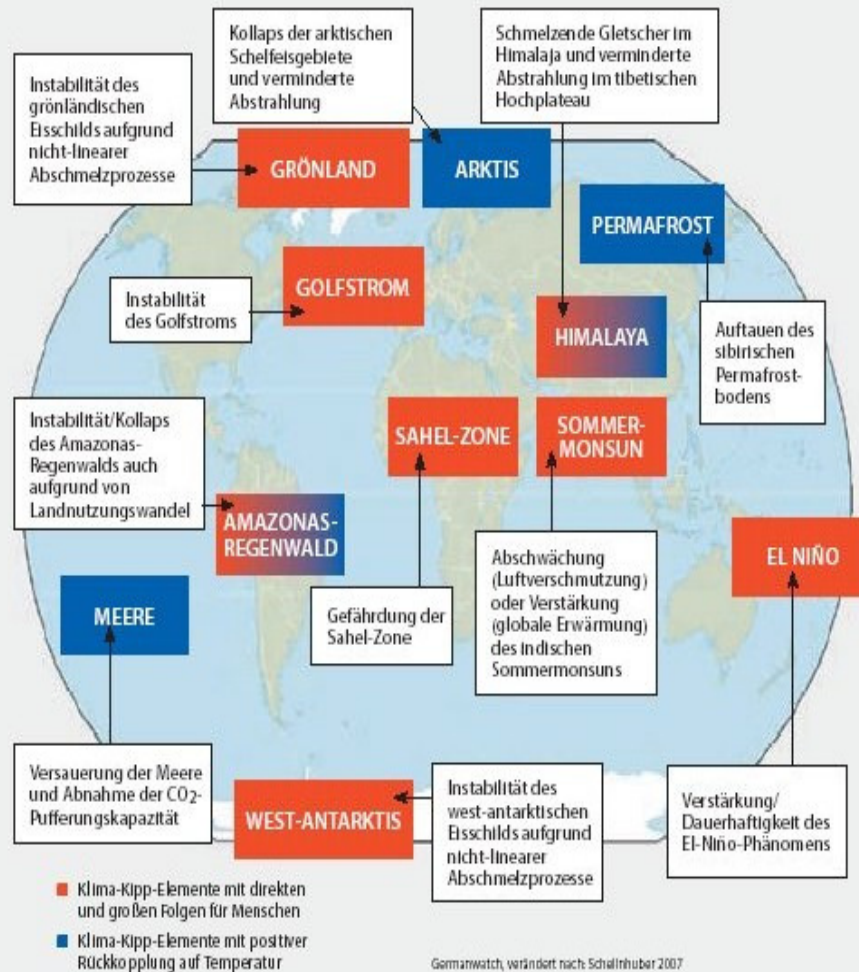 Kollaps der arktischen
Schelfeisgebiete
und verminderte
Abstrahlung
Schmelzende Gletscher im
Himalaja und verminderte
Abstrahlung im tibetischen
Hochplateau
Instabilität des
grönländischen
Eisschilds aufgrund
nicht-linearer
Abschmelzprozesse
GRÖNLAND
ARKTIS
PERMAFROST
GOLFSTROM
Instabilität
des Golfstroms
HIMALAYA
Auftauen des
sibirischen
Permafrost-
bodens
Instabilität/Kollaps
des Amazonas-
Regenwalds auch
aufgrund von
Landnutzungswandel
SAHEL-ZONE
SOMMER-
MONSUN
AMAZONAS-
REGENWALD
EL NIÑO
MEERE
Gefährdung der
Sahel-Zone
Abschwächung
(Luftverschmutzung)
oder Verstärkung
(globale Erwärmung)
des indischen
Sommermonsuns
Versauerung der Meere
und Abnahme der CO2-
Pufferungskapazität
WEST-ANTARKTIS
Instabilität des
west-antarktischen
Eisschilds aufgrund
nicht-linearer
Abschmelzprozesse
Verstärkung/
Dauerhaftigkeit des
El-Niño-Phänomens
Klima-Kipp-Elemente mit direkten
und großen Folgen für Menschen
Klima-Kipp-Elemente mit positiver
Rückkopplung auf Temperatur
Germanwatch, verändert nach: Schellnhuber 2007